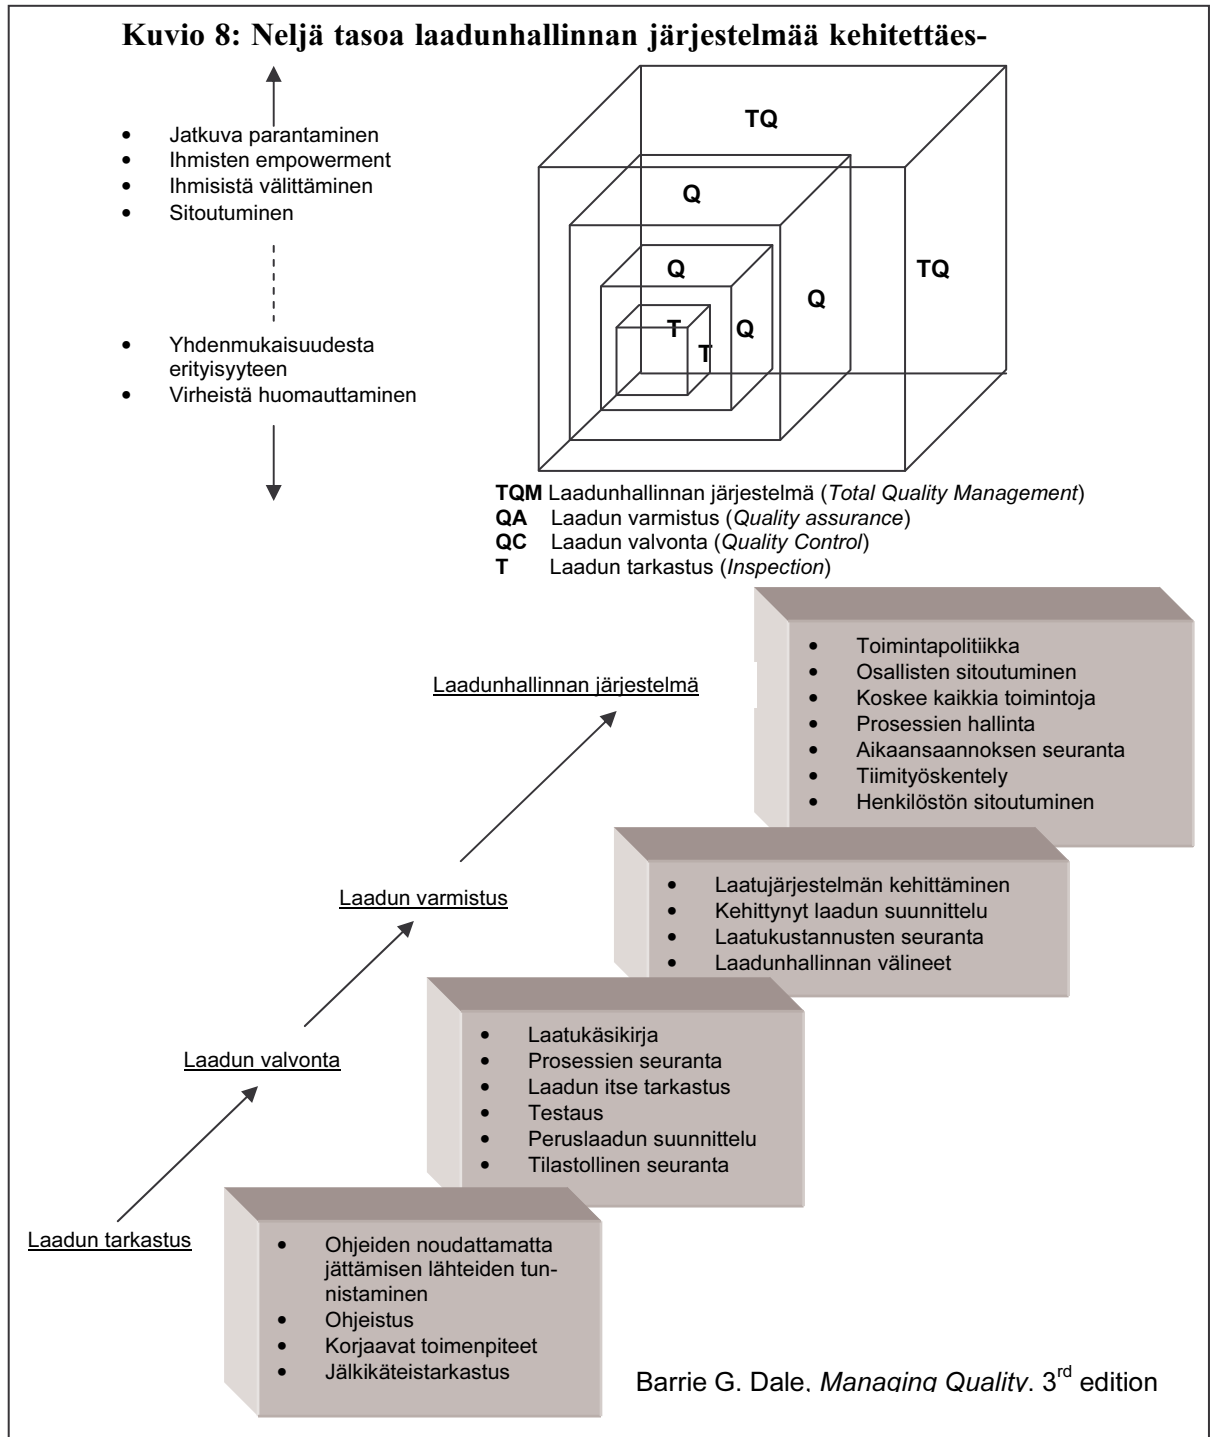 Kuvio 8: Neljä tasoa laadunhallinnan järjestelmää kehitettäes-
• Jatkuva parantaminen
• Ihmisten empowerment
• Ihmisistä välittäminen
• Sitoutuminen
• Yhdenmukaisuudesta
erityisyyteen
• Virheistä huomauttaminen
TQ
Q
Q
TQ
Q
Q
T
T
TQM Laadunhallinnan järjestelmä (Total Quality Management)
QA Laadun varmistus (Quality assurance)
QC Laadun valvonta (Quality Control)
T Laadun tarkastus (Inspection)
Laadunhallinnan järjestelmä
• Toimintapolitiikka
• Osallisten sitoutuminen
• Koskee kaikkia toimintoja
• Prosessien hallinta
• Aikaansaannoksen seuranta
• Tiimityöskentely
• Henkilöstön sitoutuminen
Laadun varmistus
• Laatujärjestelmän kehittäminen
• Kehittynyt laadun suunnittelu
• Laatukustannusten seuranta
• Laadunhallinnan välineet
Laadun valvonta
• Laatukäsikirja
• Prosessien seuranta
• Laadun itse tarkastus
• Testaus
• Peruslaadun suunnittelu
• Tilastollinen seuranta
Laadun tarkastus
• Ohjeiden noudattamatta
jättämisen lähteiden tun-
nistaminen
• Ohjeistus
• Korjaavat toimenpiteet
• Jälkikäteistarkastus
Barrie G. Dale, Managing Quality. 3rd edition